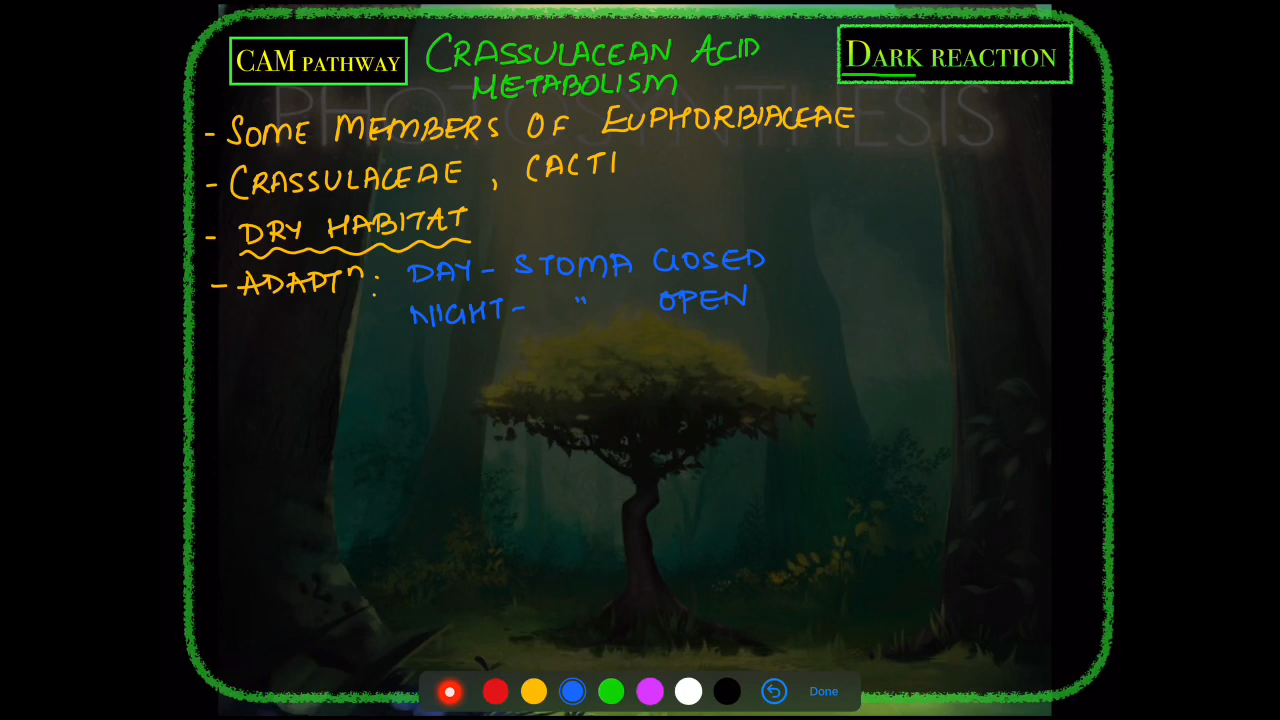 CAM PATHWAY
CRASSULACEAN ACID
METABOLISM
DARK REACTION
PHOTOSYNTHESIS
- SOME MEMBERS OF EUPHORBIACEAE
- CRASSULACEAE, CACTI
- DRY HABITAT
- ADAPTⁿ: DAY - STOMA CLOSED
NIGHT - " OPEN
Done